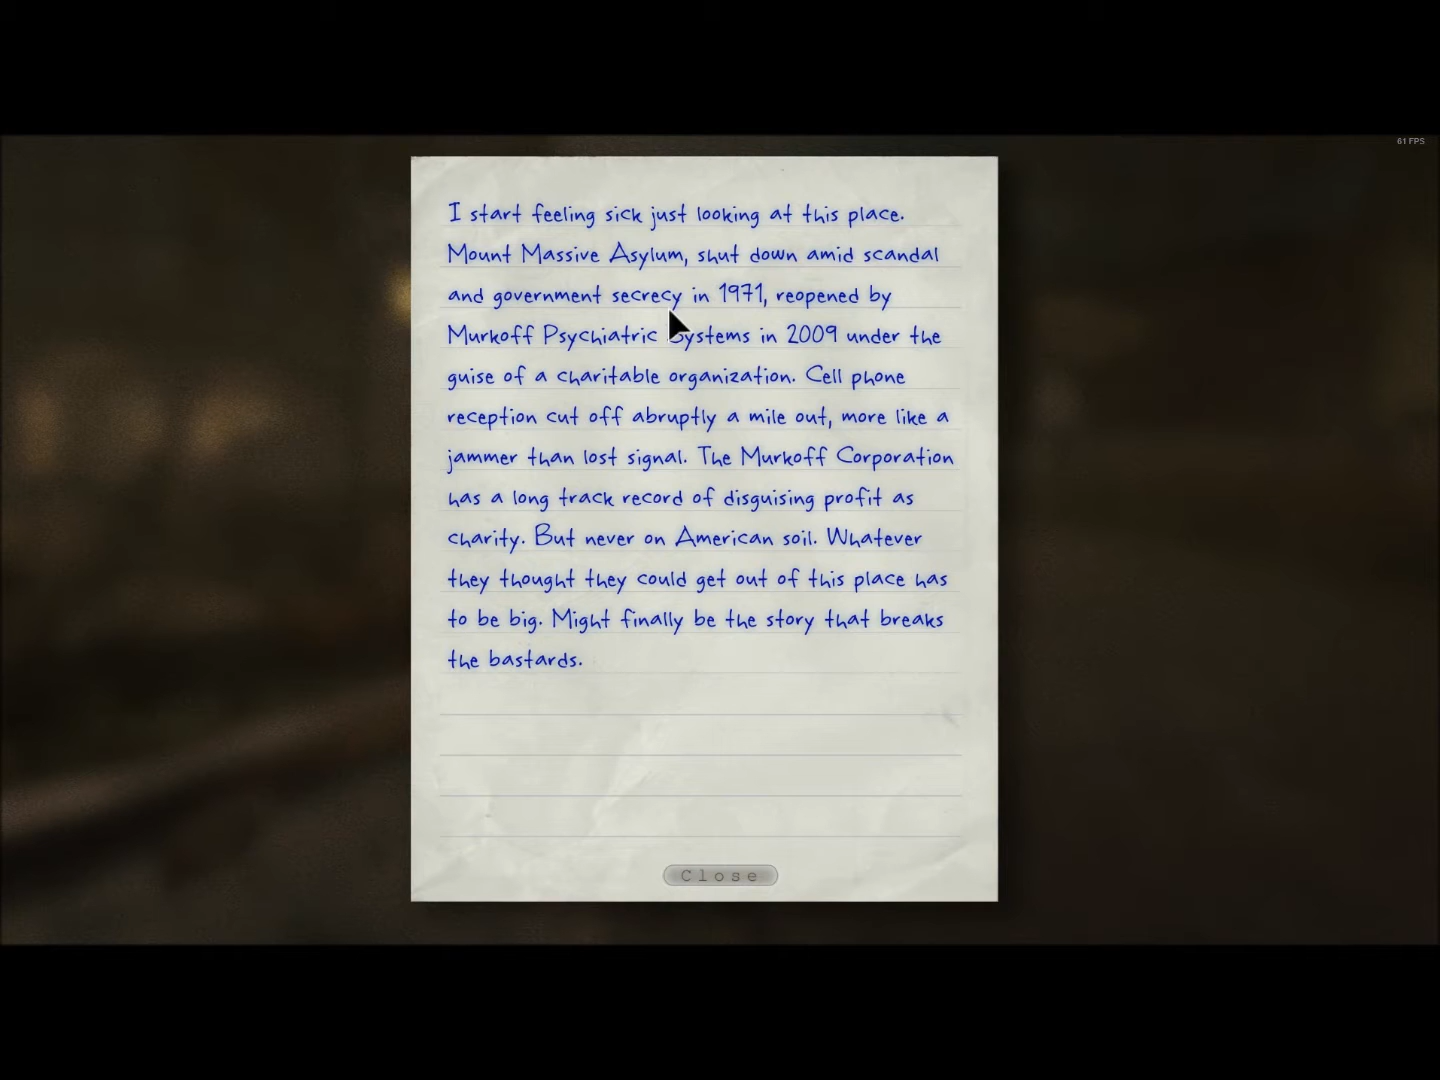 61 FPS
I start feeling sick just looking at this place.
Mount Massive Asylum, shut down amid scandal
and government secrecy in 1971, reopened by
Murkoff Psychiatric Systems in 2009 under the
guise of a charitable organization. Cell phone
reception cut off abruptly a mile out, more like a
jammer than lost signal. The Murkoff Corporation
has a long track record of disguising profit as
charity. But never on American soil. Whatever
they thought they could get out of this place has
to be big. Might finally be the story that breaks
the bastards.
Close